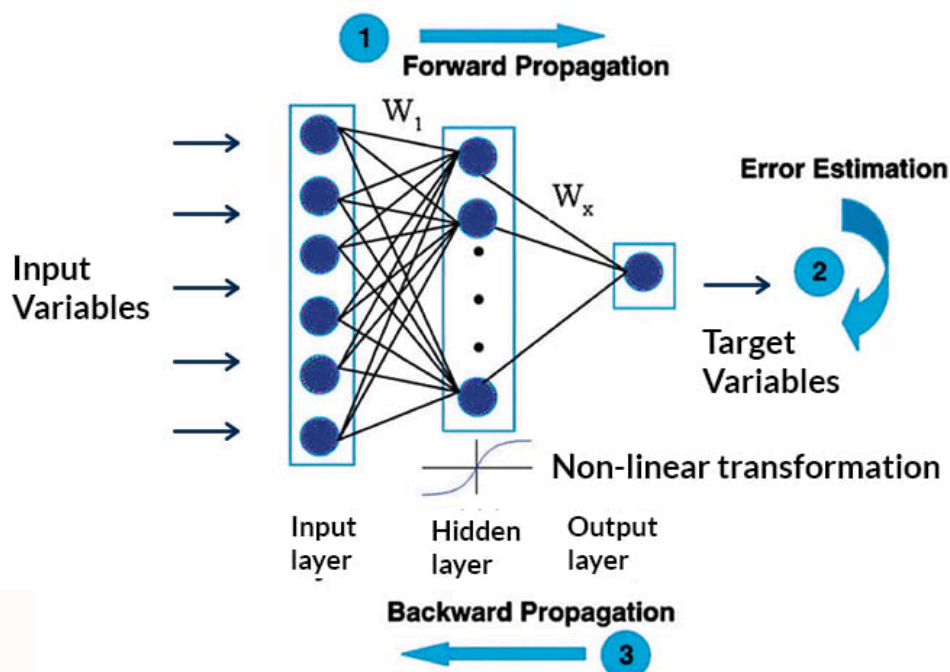 1
Forward Propagation
W1
Wx
Error Estimation
2
Input
Variables
Target
Variables
Non-linear transformation
Input
layer
Hidden
layer
Output
layer
Backward Propagation
3